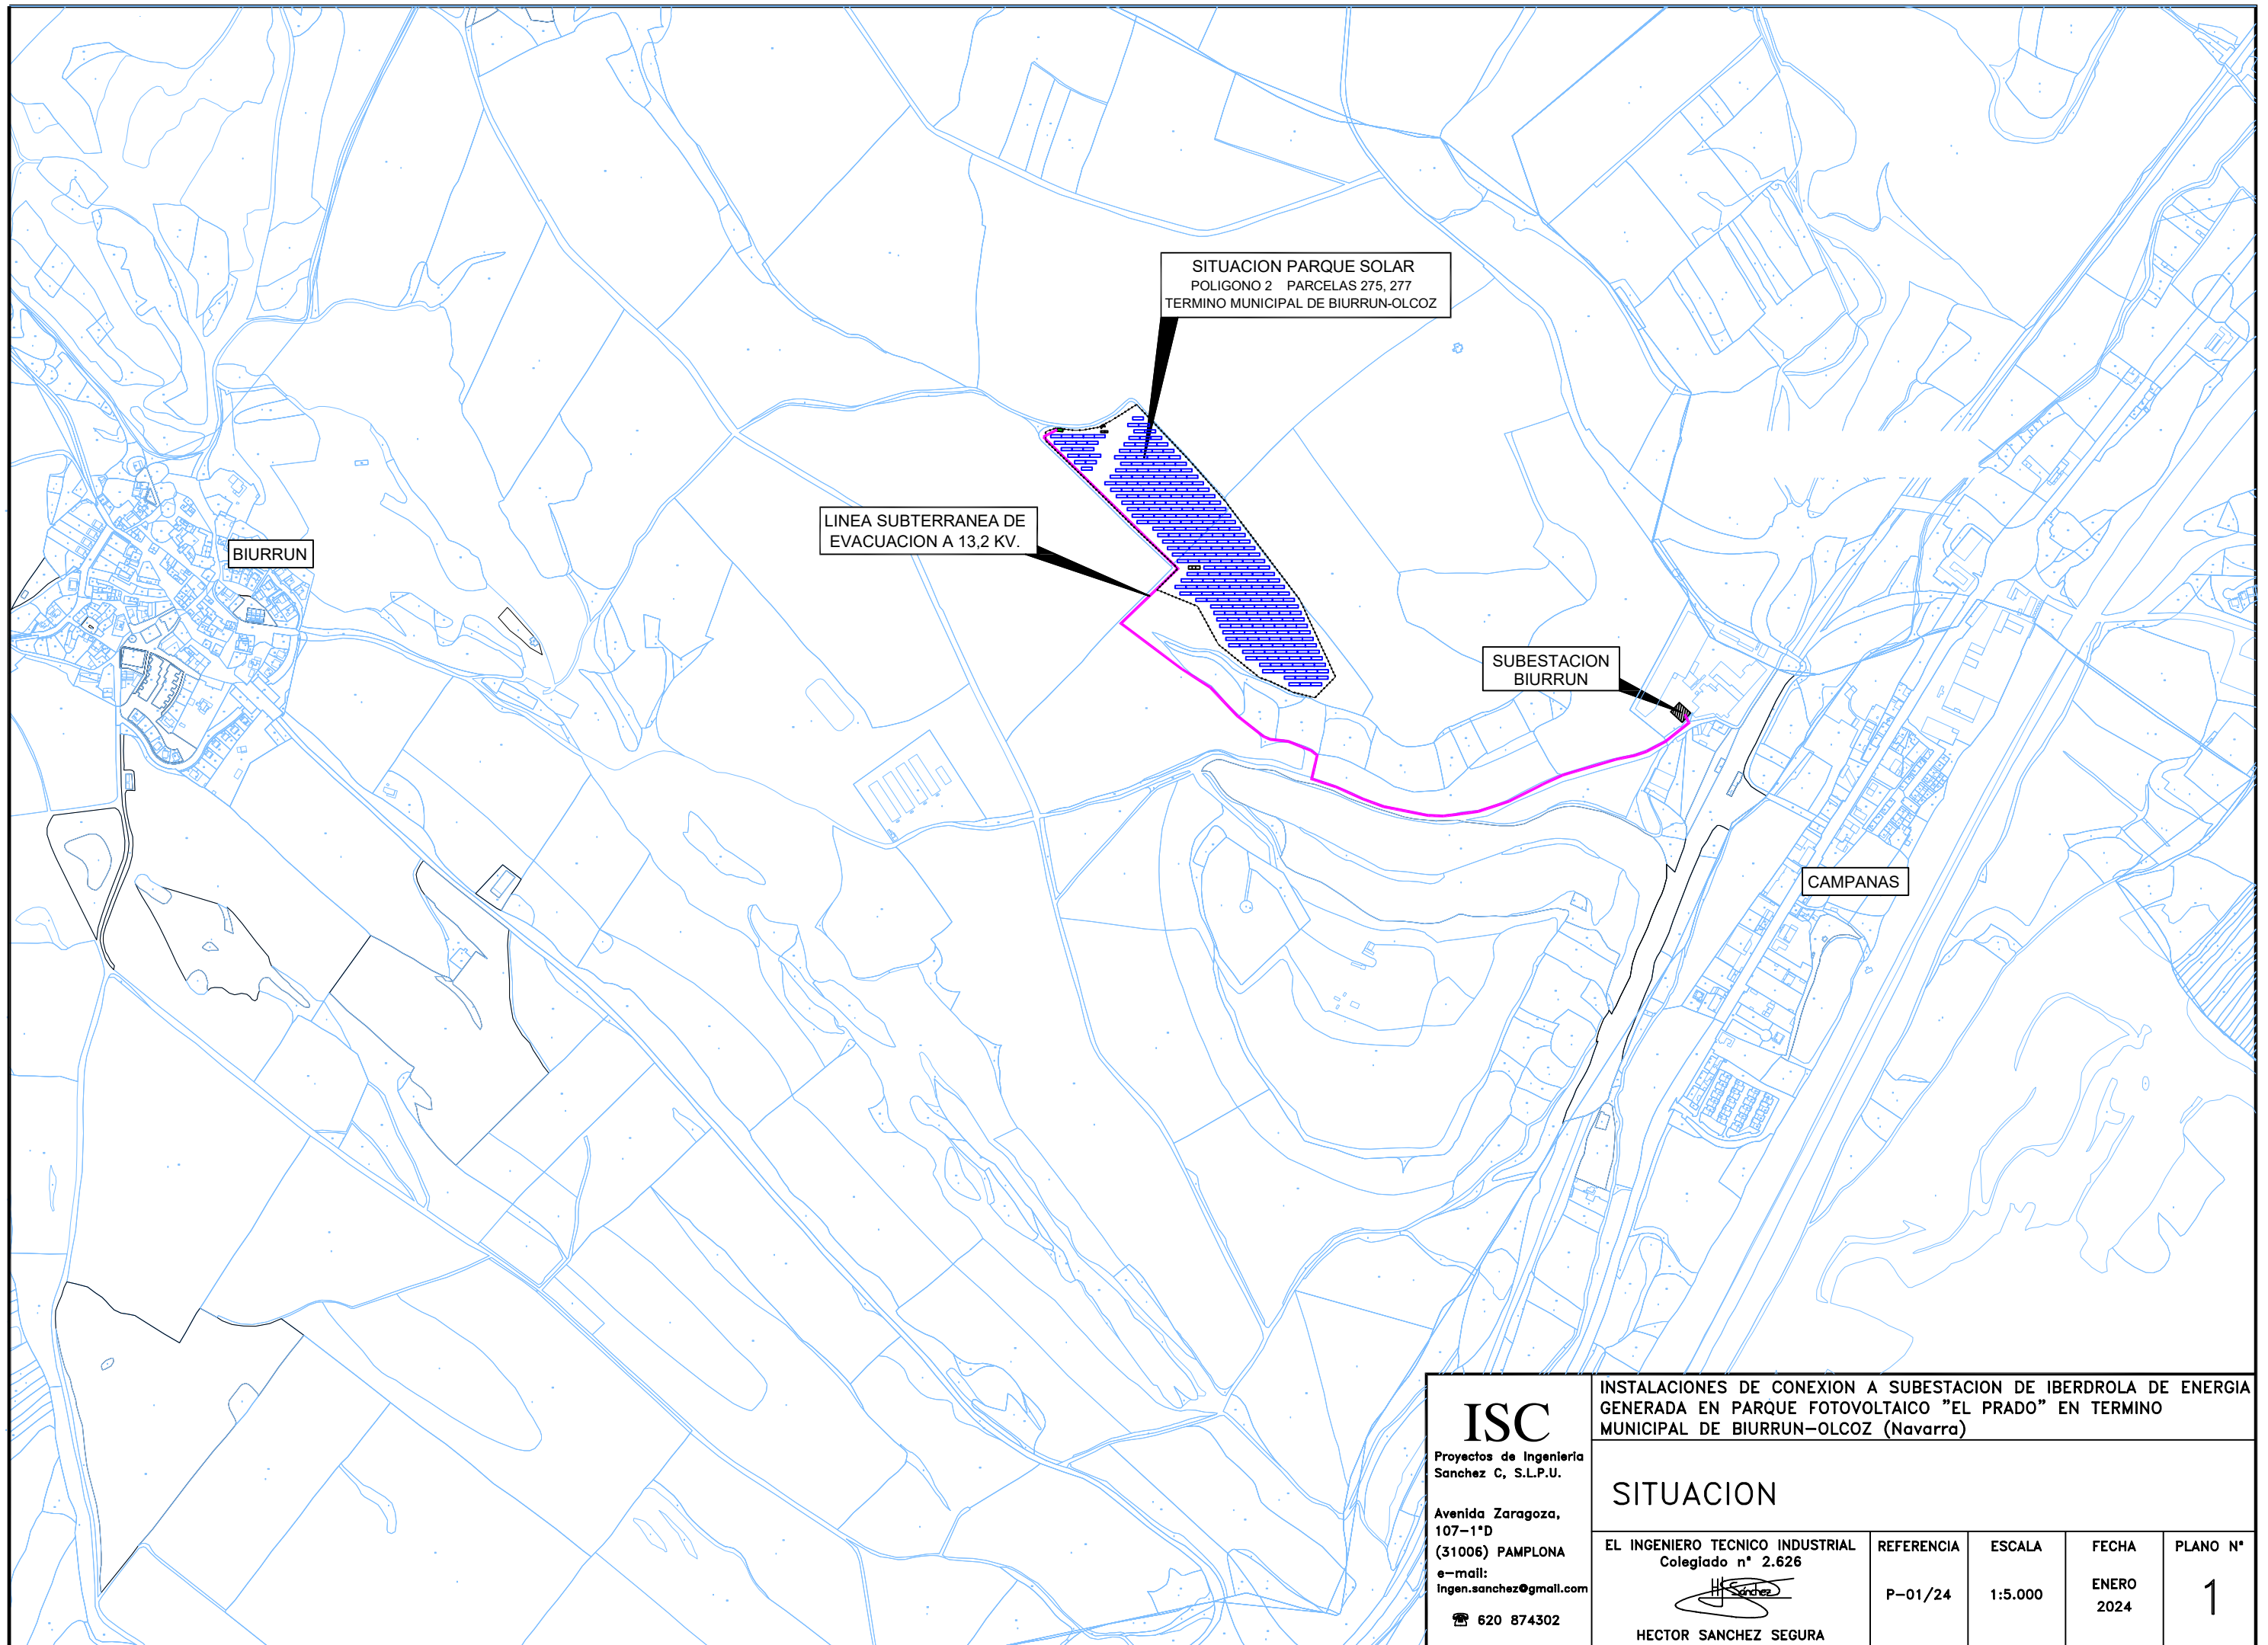 SITUACION PARQUE SOLAR
POLIGONO 2 PARCELAS 275, 277
TERMINO MUNICIPAL DE BIURRUN-OLCOZ
LINEA SUBTERRANEA DE
EVACUACION A 13,2 KV.
BIURRUN
SUBESTACION
BIURRUN
CAMPANAS
ISC
Proyectos de Ingenieria
Sanchez C, S.L.P.U.
Avenida Zaragoza,
107-1ºD
(31006) PAMPLONA
e-mail:
ingen.sanchez@gmail.com
☎ 620 874302
INSTALACIONES DE CONEXION A SUBESTACION DE IBERDROLA DE ENERGIA
GENERADA EN PARQUE FOTOVOLTAICO "EL PRADO" EN TERMINO
MUNICIPAL DE BIURRUN-OLCOZ (Navarra)
SITUACION
EL INGENIERO TECNICO INDUSTRIAL
Colegiado nº 2.626
HJSánchez
HECTOR SANCHEZ SEGURA
REFERENCIA
P-01/24
ESCALA
1:5.000
FECHA
ENERO
2024
PLANO Nº
1